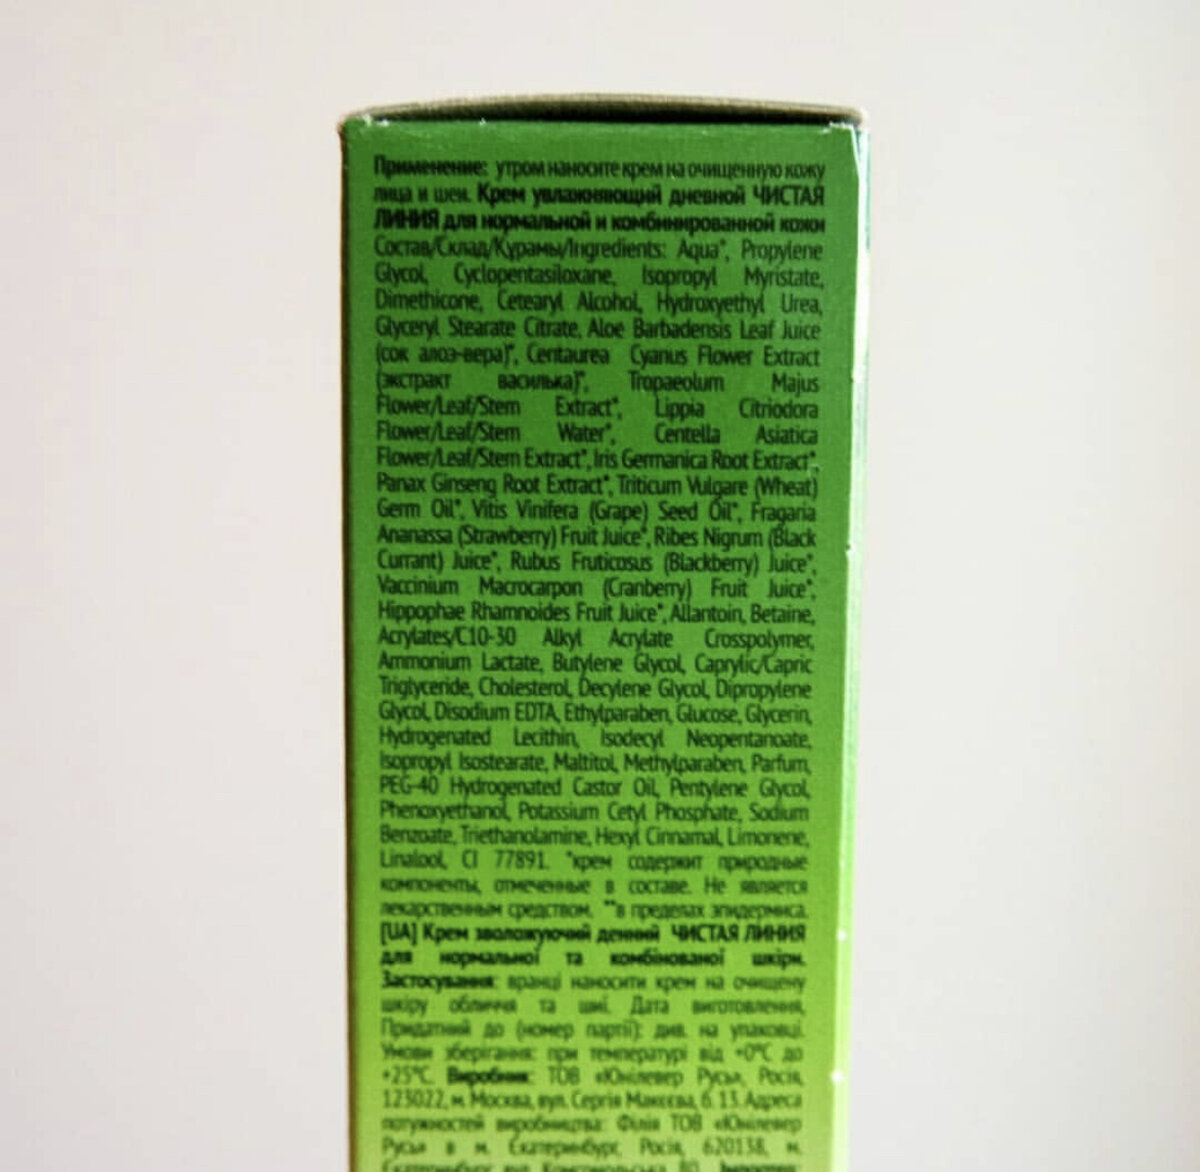 Применение: утром наносите крем на очищенную кожу
лица и шеи. Крем увлажняющий дневной ЧИСТАЯ
ЛИНИЯ для нормальной и комбинированной кожи
Состав/Склад/Құрамы/Ingredients: Aqua*, Propylene
Glycol, Cyclopentasiloxane, Isopropyl Myristate,
Dimethicone, Cetearyl Alcohol, Hydroxyethyl Urea,
Glyceryl Stearate Citrate, Aloe Barbadensis Leaf Juice
(сок алоэ-вера)*, Centaurea Cyanus Flower Extract
(экстракт василька)*, Tropaeolum Majus
Flower/Leaf/Stem Extract*, Lippia Citriodora
Flower/Leaf/Stem Water*, Centella Asiatica
Flower/Leaf/Stem Extract*, Iris Germanica Root Extract*,
Panax Ginseng Root Extract*, Triticum Vulgare (Wheat)
Germ Oil*, Vitis Vinifera (Grape) Seed Oil*, Fragaria
Ananassa (Strawberry) Fruit Juice*, Ribes Nigrum (Black
Currant) Juice*, Rubus Fruticosus (Blackberry) Juice*,
Vaccinium Macrocarpon (Cranberry) Fruit Juice*,
Hippophae Rhamnoides Fruit Juice*, Allantoin, Betaine,
Acrylates/C10-30 Alkyl Acrylate Crosspolymer,
Ammonium Lactate, Butylene Glycol, Caprylic/Capric
Triglyceride, Cholesterol, Decylene Glycol, Dipropylene
Glycol, Disodium EDTA, Ethylparaben, Glucose, Glycerin,
Hydrogenated Lecithin, Isodecyl Neopentanoate,
Isopropyl Isostearate, Maltitol, Methylparaben, Parfum,
PEG-40 Hydrogenated Castor Oil, Pentylene Glycol,
Phenoxyethanol, Potassium Cetyl Phosphate, Sodium
Benzoate, Triethanolamine, Hexyl Cinnamal, Limonene,
Linalool, CI 77891. *крем содержит природные
компоненты, отмеченные в составе. Не является
лекарственным средством. **в пределах эпидермиса.
[UA] Крем зволожуючий денний ЧИСТАЯ ЛИНИЯ
для нормальної та комбінованої шкіри.
Застосування: вранці наносити крем на очищену
шкіру обличчя та шиї. Дата виготовлення,
Придатний до (номер партії): див. на упаковці.
Умови зберігання: при температурі від +0°C до
+25°C. Виробник: ТОВ «Юнілевер Русь», Росія,
123022, м. Москва, вул. Сергія Макєєва, б. 13. Адреса
потужностей виробництва: Філія ТОВ «Юнілевер
Русь» в м. Єкатеринбург, Росія, 620138, м.
Єкатеринбург, вул. Комсомольська, 80.